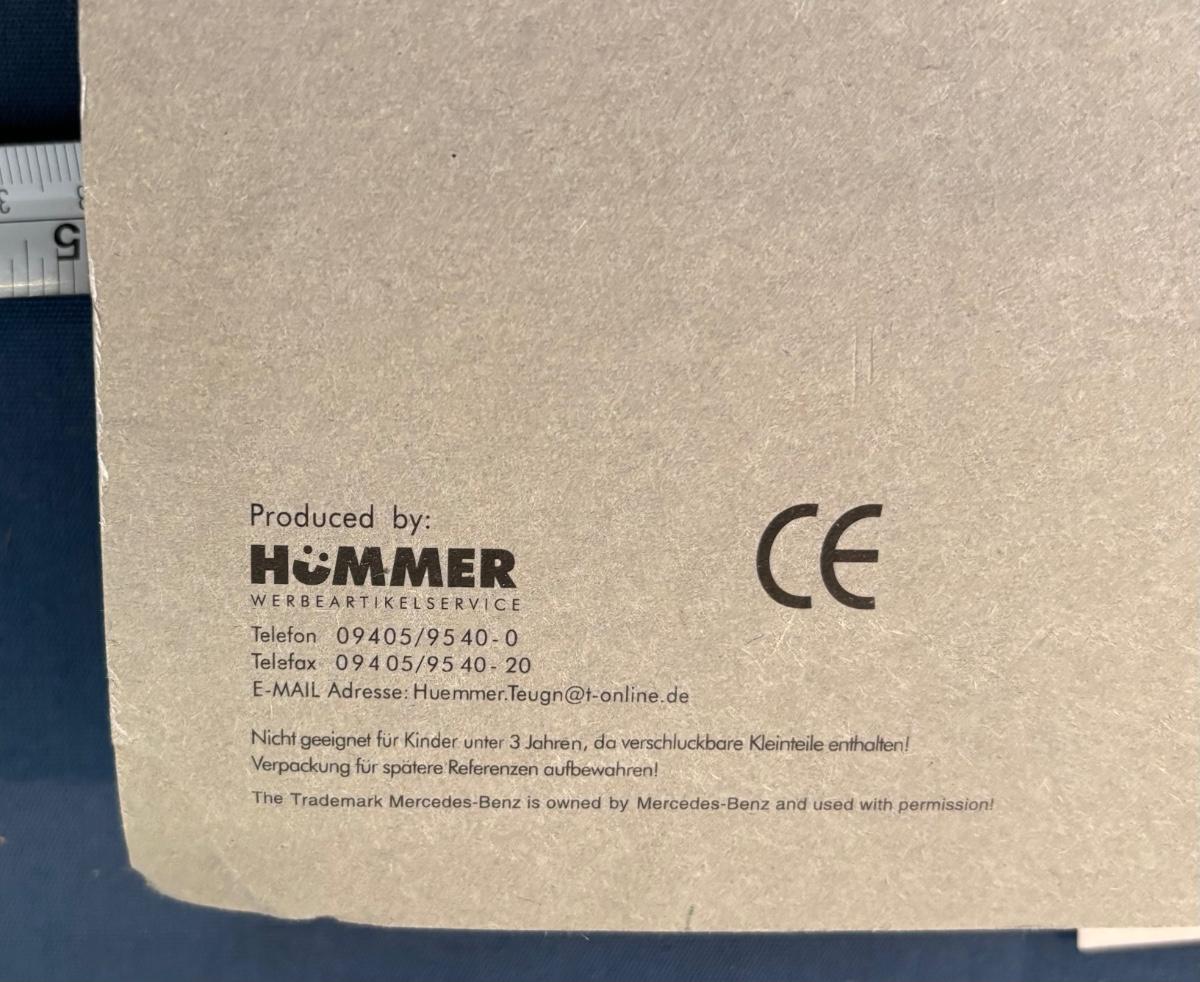 3
3
5
Produced by:
HÜMMER
WERBEARTIKELSERVICE
CE
Telefon 09405/9540-0
Telefax 09405/9540-20
E-MAIL Adresse: Huemmer.Teugn@t-online.de
Nicht geeignet für Kinder unter 3 Jahren, da verschluckbare Kleinteile enthalten!
Verpackung für spätere Referenzen aufbewahren!
The Trademark Mercedes-Benz is owned by Mercedes-Benz and used with permission!